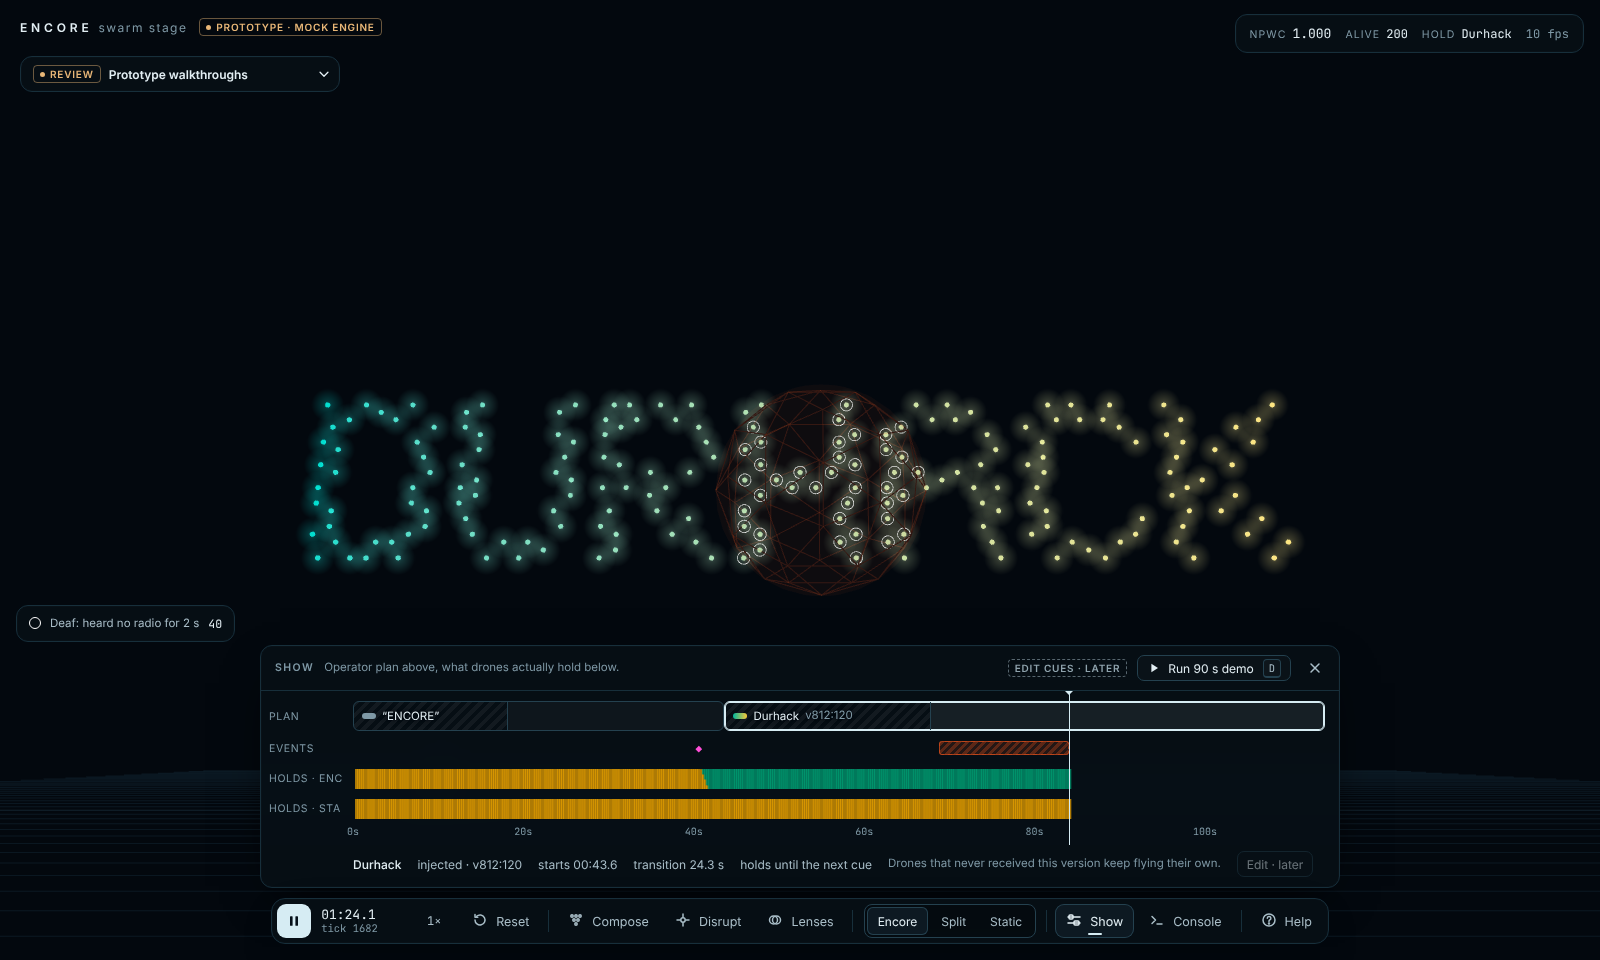 ENCORE swarm stage PROTOTYPE · MOCK ENGINE
NPWC 1.000 ALIVE 200 HOLD Durhack 10 fps
REVIEW Prototype walkthroughs
DURHACK
Deaf: heard no radio for 2 s 40
SHOW Operator plan above, what drones actually hold below.
EDIT CUES · LATER Run 90 s demo D
PLAN “ENCORE” Durhack v812:120
EVENTS
HOLDS · ENC
HOLDS · STA
0s 20s 40s 60s 80s 100s
Durhack injected · v812:120 starts 00:43.6 transition 24.3 s holds until the next cue Drones that never received this version keep flying their own. Edit · later
01:24.1
tick 1682
1× Reset Compose Disrupt Lenses Encore Split Static Show Console Help